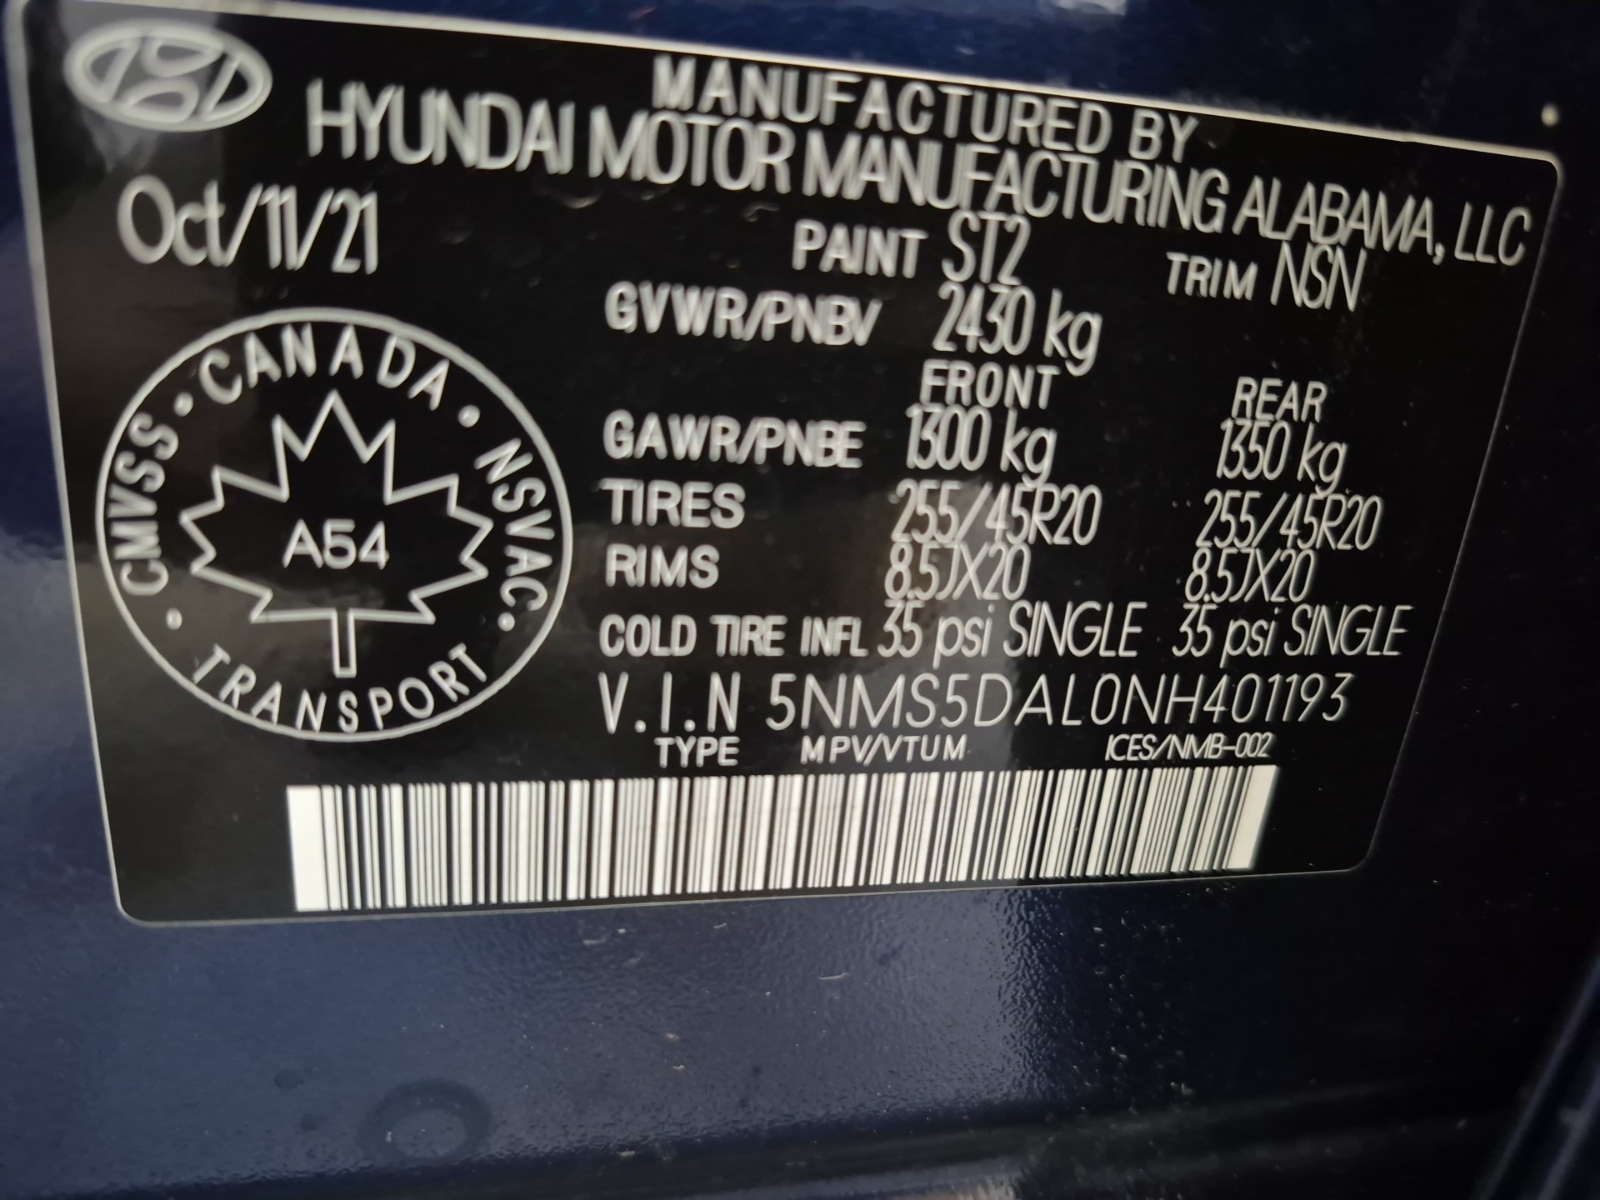 MANUFACTURED BY
HYUNDAI MOTOR MANUFACTURING ALABAMA, LLC
Oct/11/21
PAINT ST2 TRIM NSN
GVWR/PNBV 2430 kg
FRONT REAR
GAWR/PNBE 1300 kg 1350 kg
TIRES 255/45R20 255/45R20
RIMS 8.5JX20 8.5JX20
COLD TIRE INFL 35 psi SINGLE 35 psi SINGLE
V.I.N 5NMS5DAL0NH401193
TYPE MPV/VTUM ICES/NMB-002
CMVSS • CANADA • NSVAC •
A54
• TRANSPORT